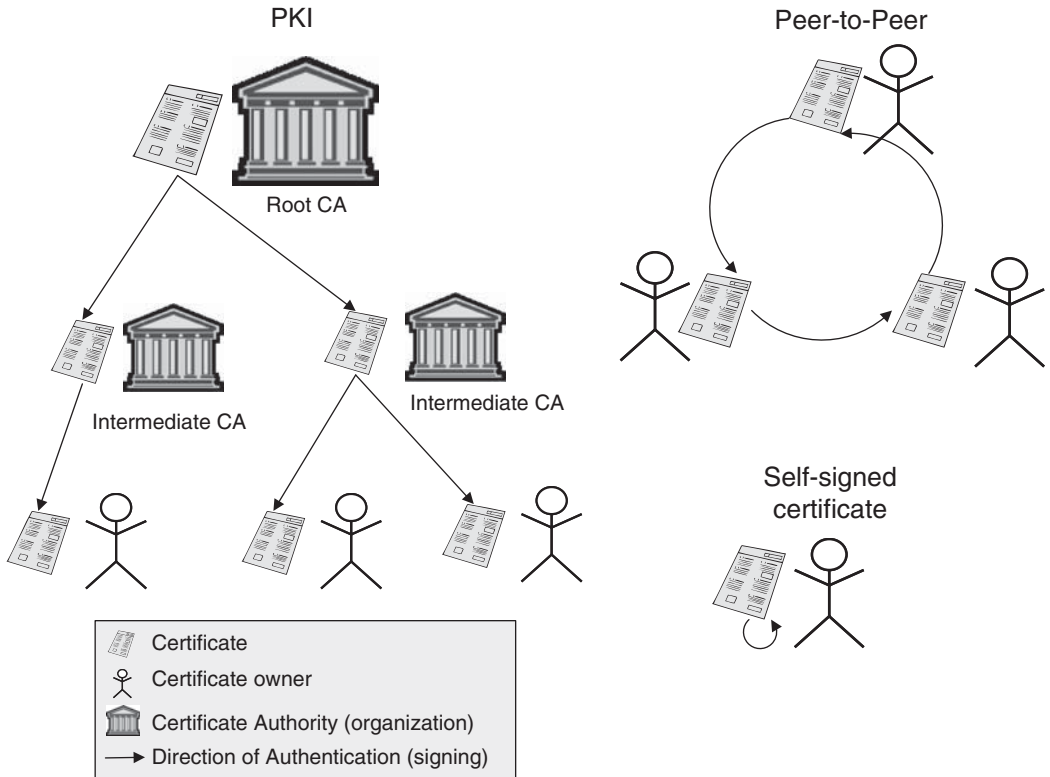 PKI
Peer-to-Peer
Root CA
Intermediate CA
Intermediate CA
Self-signed
certificate
Certificate
Certificate owner
Certificate Authority (organization)
Direction of Authentication (signing)